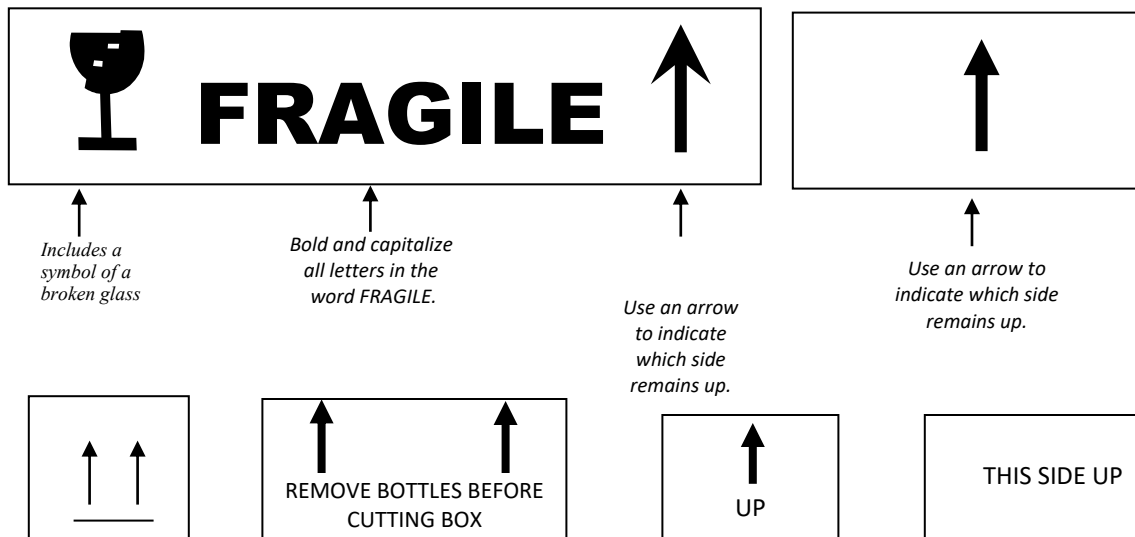 FRAGILE
Includes a
symbol of a
broken glass
Bold and capitalize
all letters in the
word FRAGILE.
Use an arrow
to indicate
which side
remains up.
Use an arrow to
indicate which side
remains up.
REMOVE BOTTLES BEFORE
CUTTING BOX
UP
THIS SIDE UP